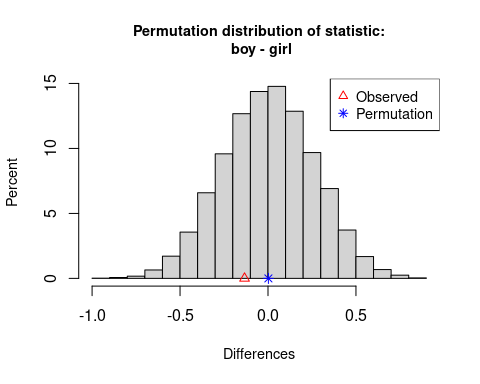 Permutation distribution of statistic:
boy - girl
Observed
Permutation
Percent
15
10
5
0
-1.0 -0.5 0.0 0.5
Differences